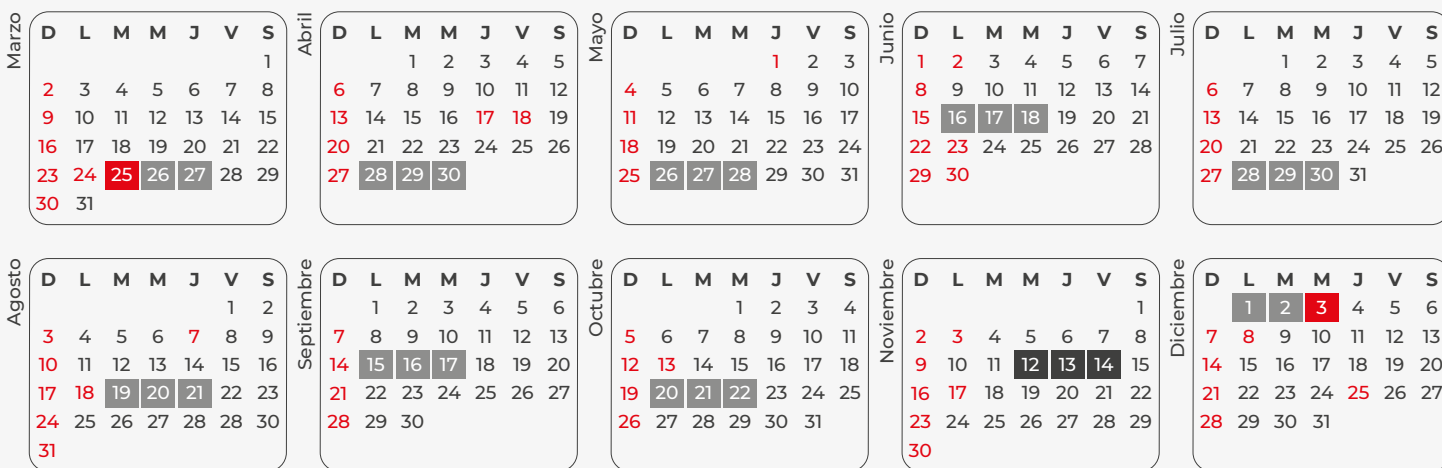 Marzo
D L M M J V S
1
2 3 4 5 6 7 8
9 10 11 12 13 14 15
16 17 18 19 20 21 22
23 24 25 26 27 28 29
30 31
Abril
D L M M J V S
1 2 3 4 5
6 7 8 9 10 11 12
13 14 15 16 17 18 19
20 21 22 23 24 25 26
27 28 29 30
Mayo
D L M M J V S
1 2 3
4 5 6 7 8 9 10
11 12 13 14 15 16 17
18 19 20 21 22 23 24
25 26 27 28 29 30 31
Junio
D L M M J V S
1 2 3 4 5 6 7
8 9 10 11 12 13 14
15 16 17 18 19 20 21
22 23 24 25 26 27 28
29 30
Julio
D L M M J V S
1 2 3 4 5
6 7 8 9 10 11 12
13 14 15 16 17 18 19
20 21 22 23 24 25 26
27 28 29 30 31
Agosto
D L M M J V S
1 2
3 4 5 6 7 8 9
10 11 12 13 14 15 16
17 18 19 20 21 22 23
24 25 26 27 28 28 30
31
Septiembre
D L M M J V S
1 2 3 4 5 6
7 8 9 10 11 12 13
14 15 16 17 18 19 20
21 22 23 24 25 26 27
28 29 30
Octubre
D L M M J V S
1 2 3 4
5 6 7 8 9 10 11
12 13 14 15 16 17 18
19 20 21 22 23 24 25
26 27 28 29 30 31
Noviembre
D L M M J V S
1
2 3 4 5 6 7 8
9 10 11 12 13 14 15
16 17 18 19 20 21 22
23 24 25 26 27 28 29
30
Diciembre
D L M M J V S
1 2 3 4 5 6
7 8 9 10 11 12 13
14 15 16 17 18 19 20
21 22 23 24 25 26 27
28 29 30 31